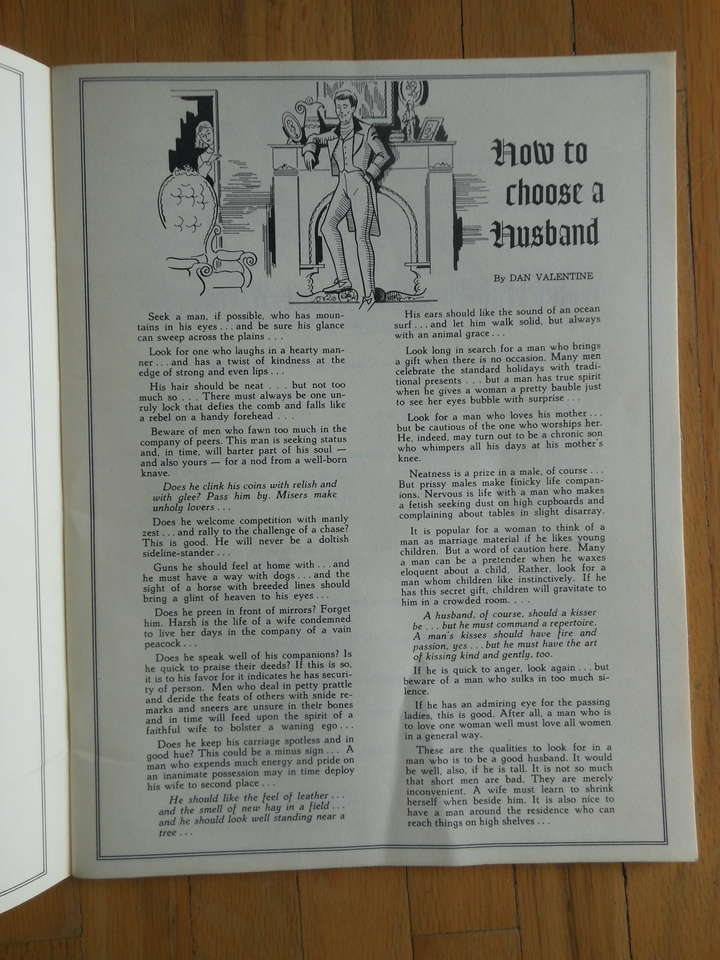 How to
choose a
Husband
By DAN VALENTINE
Seek a man, if possible, who has moun-
tains in his eyes . . . and be sure his glance
can sweep across the plains . . .
Look for one who laughs in a hearty man-
ner . . . and has a twist of kindness at the
edge of strong and even lips . . .
His hair should be neat . . . but not too
much so . . . There must always be one un-
ruly lock that defies the comb and falls like
a rebel on a handy forehead . . .
Beware of men who fawn too much in the
company of peers. This man is seeking status
and, in time, will barter part of his soul —
and also yours — for a nod from a well-born
knave.
Does he clink his coins with relish and
with glee? Pass him by. Misers make
unholy lovers . . .
Does he welcome competition with manly
zest . . . and rally to the challenge of a chase?
This is good. He will never be a doltish
sideline-stander . . .
Guns he should feel at home with . . . and
he must have a way with dogs . . . and the
sight of a horse with breeded lines should
bring a glint of heaven to his eyes . . .
Does he preen in front of mirrors? Forget
him. Harsh is the life of a wife condemned
to live her days in the company of a vain
peacock . . .
Does he speak well of his companions? Is
he quick to praise their deeds? If this is so,
it is to his favor for it indicates he has securi-
ty of person. Men who deal in petty prattle
and deride the feats of others with snide re-
marks and sneers are unsure in their bones
and in time will feed upon the spirit of a
faithful wife to bolster a waning ego . . .
Does he keep his carriage spotless and in
good hue? This could be a minus sign . . . A
man who expends much energy and pride on
an inanimate possession may in time deploy
his wife to second place . . .
He should like the feel of leather . . .
and the smell of new hay in a field . . .
and he should look well standing near a
tree . . .
His ears should like the sound of an ocean
surf . . . and let him walk solid, but always
with an animal grace . . .
Look long in search for a man who brings
a gift when there is no occasion. Many men
celebrate the standard holidays with tradi-
tional presents . . . but a man has true spirit
when he gives a woman a pretty bauble just
to see her eyes bubble with surprise . . .
Look for a man who loves his mother . . .
but be cautious of the one who worships her.
He, indeed, may turn out to be a chronic son
who whimpers all his days at his mother's
knee.
Neatness is a prize in a male, of course . . .
But prissy males make finicky life compan-
ions. Nervous is life with a man who makes
a fetish seeking dust on high cupboards and
complaining about tables in slight disarray.
It is popular for a woman to think of a
man as marriage material if he likes young
children. But a word of caution here. Many
a man can be a pretender when he waxes
eloquent about a child. Rather, look for a
man whom children like instinctively. If he
has this secret gift, children will gravitate to
him in a crowded room. . . .
A husband, of course, should a kisser
be . . . but he must command a repertoire.
A man's kisses should have fire and
passion, yes . . . but he must have the art
of kissing kind and gently, too.
If he is quick to anger, look again . . . but
beware of a man who sulks in too much si-
lence.
If he has an admiring eye for the passing
ladies, this is good. After all, a man who is
to love one woman well must love all women
in a general way.
These are the qualities to look for in a
man who is to be a good husband. It would
be well, also, if he is tall. It is not so much
that short men are bad. They are merely
inconvenient. A wife must learn to shrink
herself when beside him. It is also nice to
have a man around the residence who can
reach things on high shelves . . .